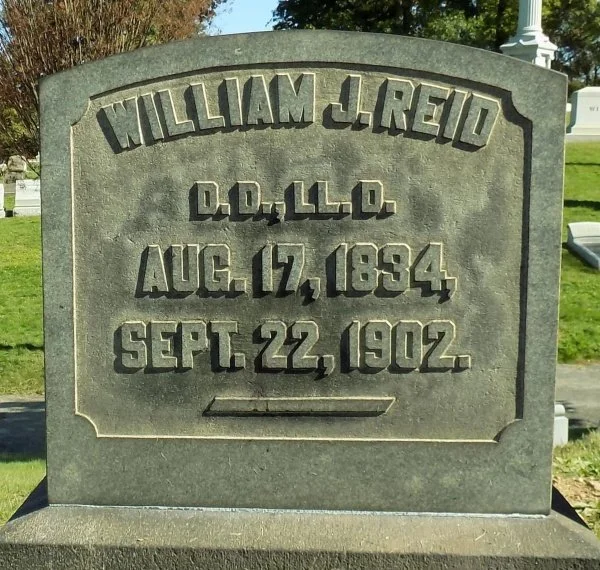 WILLIAM J. REID
D.D., LL.D.
AUG. 17, 1834,
SEPT. 22, 1902.